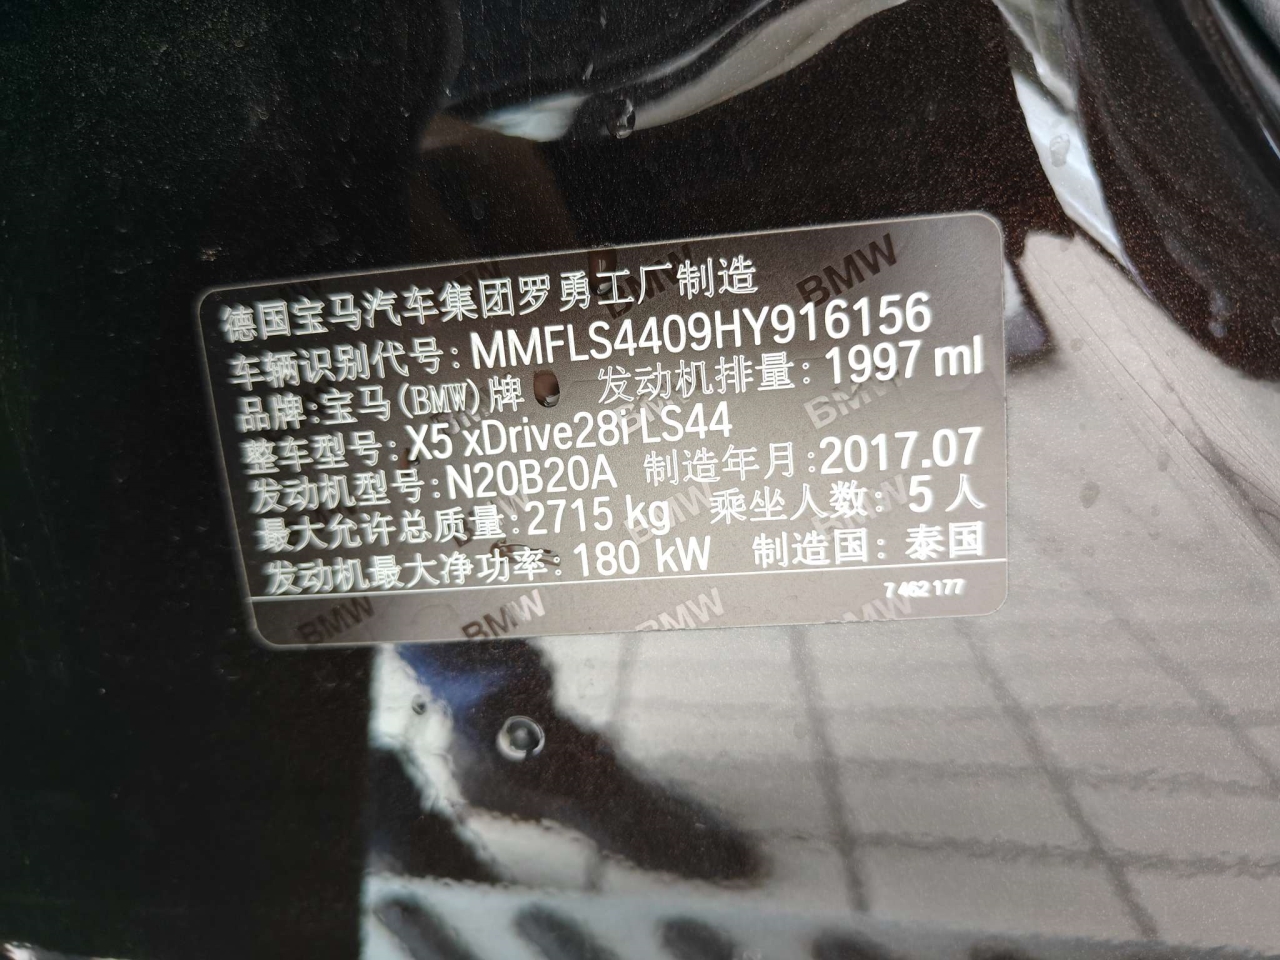 德国宝马汽车集团罗勇工厂制造
车辆识别代号: MMFLS4409HY916156
品牌:宝马(BMW)牌 发动机排量: 1997 ml
整车型号: X5 xDrive28i LS44
发动机型号: N20B20A 制造年月:2017.07
最大允许总质量:2715 kg 乘坐人数: 5 人
发动机最大净功率: 180 kW 制造国: 泰国
7 462 177
BMW BMW BMW BMW